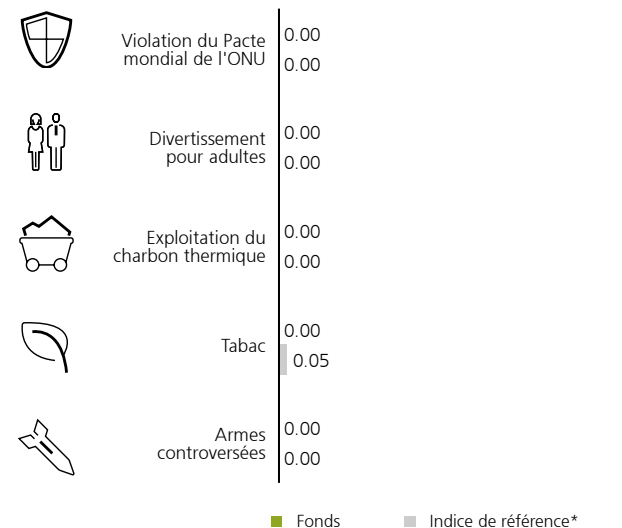 Violation du Pacte
mondial de l'ONU
0.00
0.00
Divertissement
pour adultes
0.00
0.00
Exploitation du
charbon thermique
0.00
0.00
Tabac
0.00
0.05
Armes
controversées
0.00
0.00
Fonds
Indice de référence*